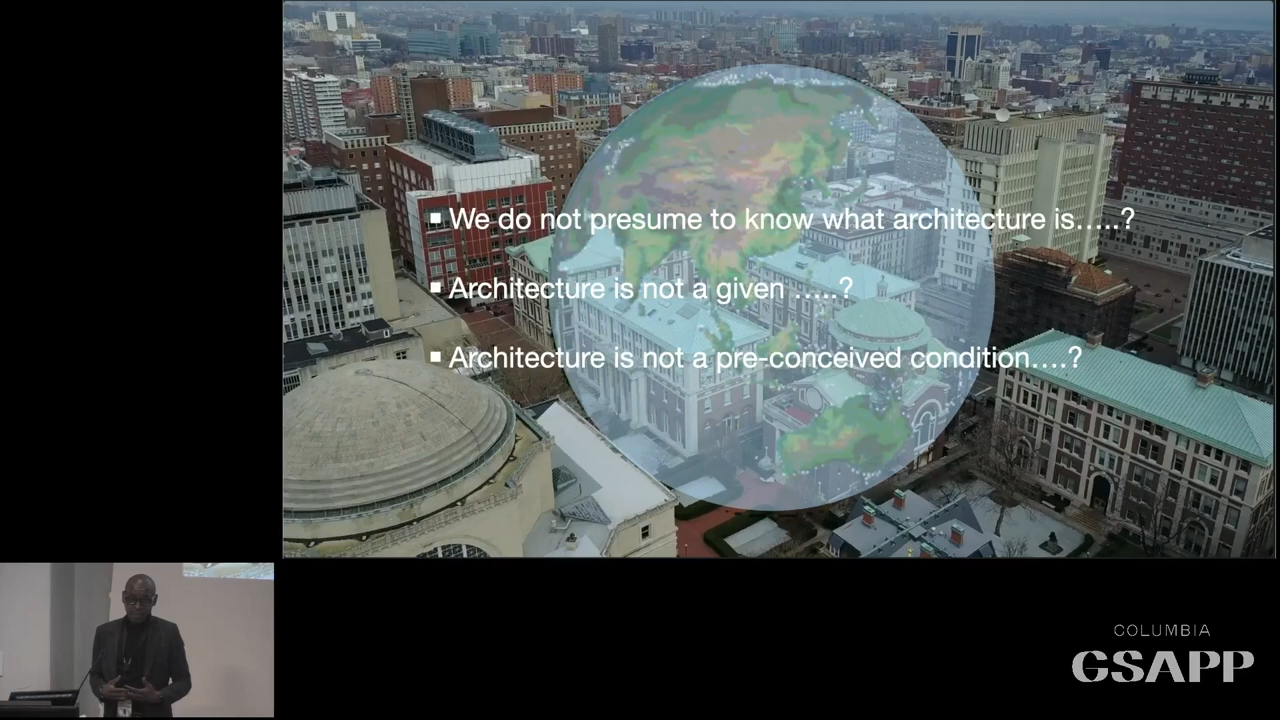 We do not presume to know what architecture is.....?
Architecture is not a given .....?
Architecture is not a pre-conceived condition....?
COLUMBIA
GSAPP